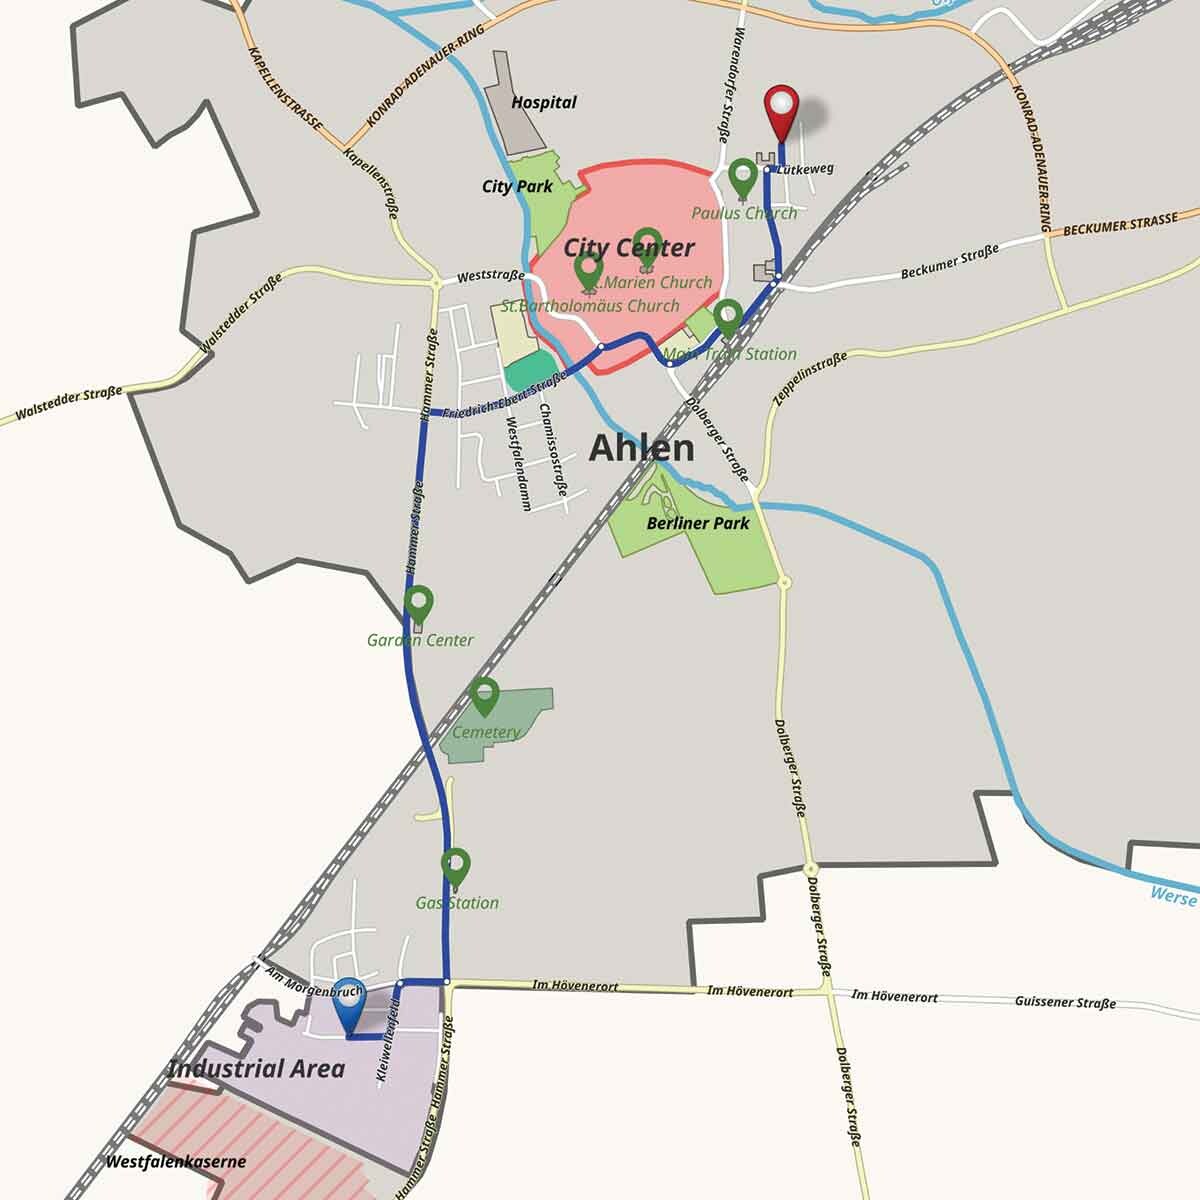 KAPELLENSTRASSE
KONRAD-ADENAUER-RING
Warendorfer Straße
KONRAD-ADENAUER-RING
Hospital
Kapellenstraße
Lütkeweg
City Park
Paulus Church
BECKUMER STRASSE
City Center
Weststraße
Beckumer Straße
Marien Church
St.Bartholomäus Church
Walstedder Straße
Hammer Straße
Main Train Station
Zeppelinstraße
Walstedder Straße
Friedrich-Ebert-Straße
Chamissostraße
Westfalendamm
Dolberger Straße
Ahlen
Hammer Straße
Berliner Park
Garden Center
Cemetery
Dolberger Straße
Gas Station
Werse
Dolberger Straße
Am Morgenbruch
Im Hövenerort
Im Hövenerort
Im Hövenerort
Guissener Straße
Kleiwellenfeld
Hammer Straße
Industrial Area
Dolberger Straße
Hammer Straße
Westfalenkaserne